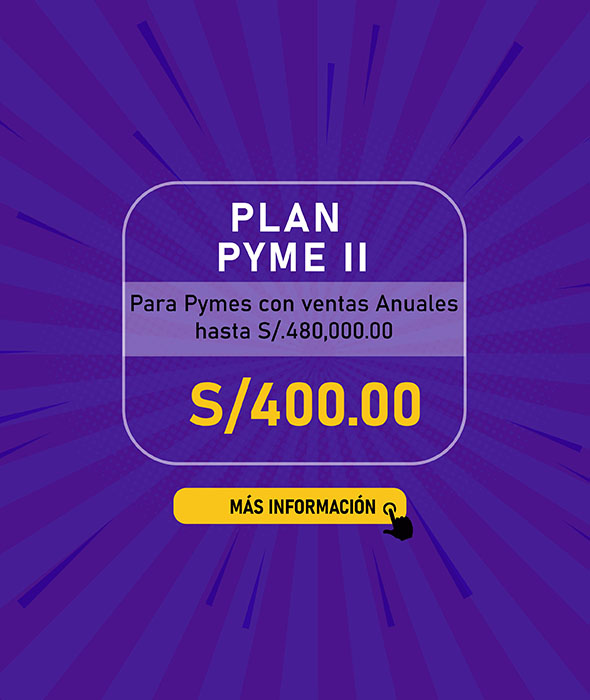 PLAN
PYME II
Para Pymes con ventas Anuales
hasta S/.480,000.00
S/400.00
MÁS INFORMACIÓN